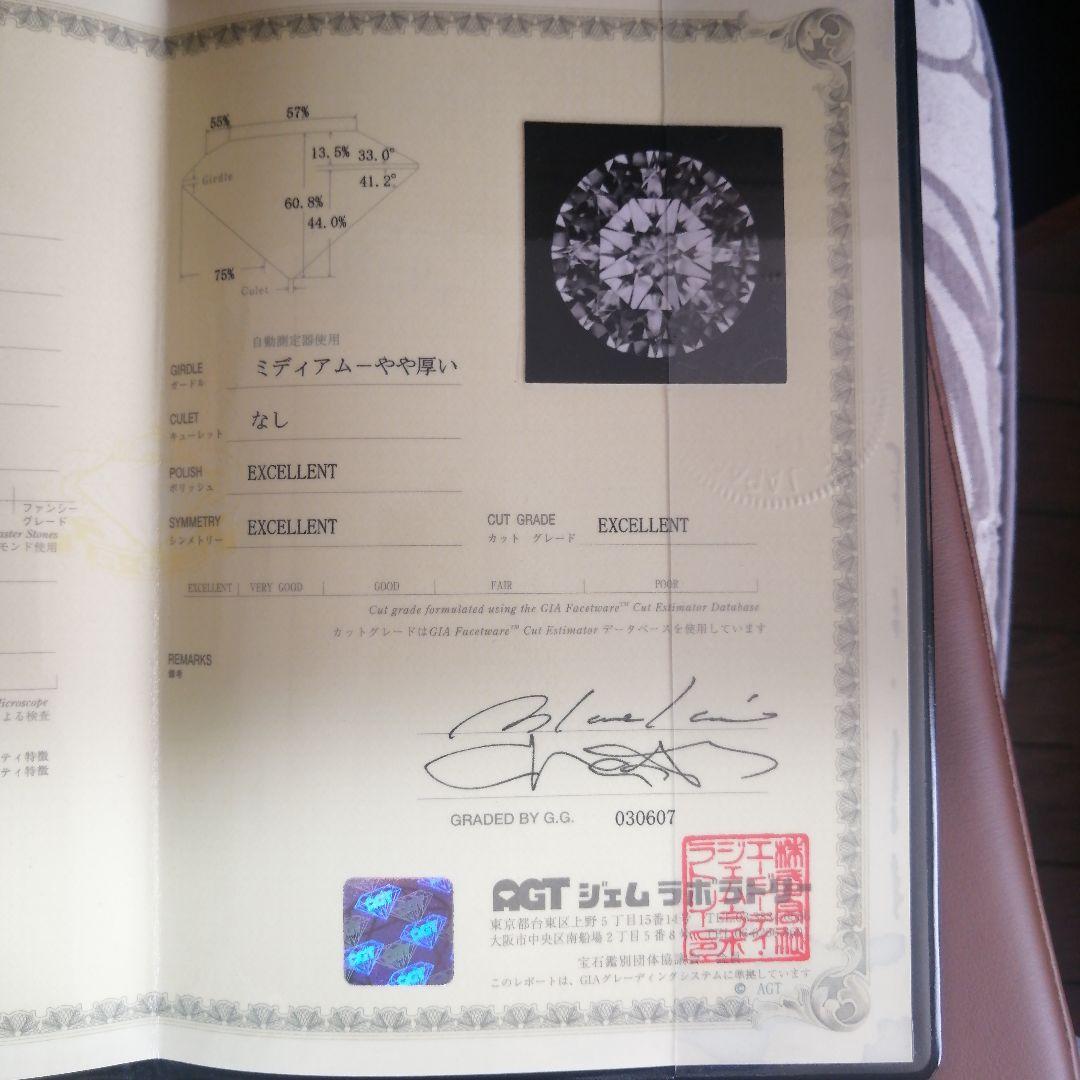 55%
57%
13.5% 33.0°
Girdle
41.2°
60.8%
44.0%
75%
Culet
自動測定器使用
GIRDLE
ガードル
ミディアムーやや厚い
CULET
キューレット
なし
POLISH
ポリッシュ
EXCELLENT
SYMMETRY
シンメトリー
EXCELLENT
CUT GRADE
カット グレード
EXCELLENT
ファンシー
グレード
aster Stones
モンド使用
EXCELLENT VERY GOOD GOOD FAIR POOR
Cut grade formulated using the GIA Facetware™ Cut Estimator Database
カットグレードはGIA Facetware™ Cut Estimator データベースを使用しています
REMARKS
備考
Microscope
よる検査
ティ特徴
ティ特徴
GRADED BY G.G. 030607
AGT ジェム ラボラトリー
東京都台東区上野5丁目15番14号
大阪市中央区南船場2丁目5番8号
宝石鑑別団体協議会
このレポートは、GIAグレーディングシステムに準拠しています
© AGT
AGT
AGT
AGT
AGT